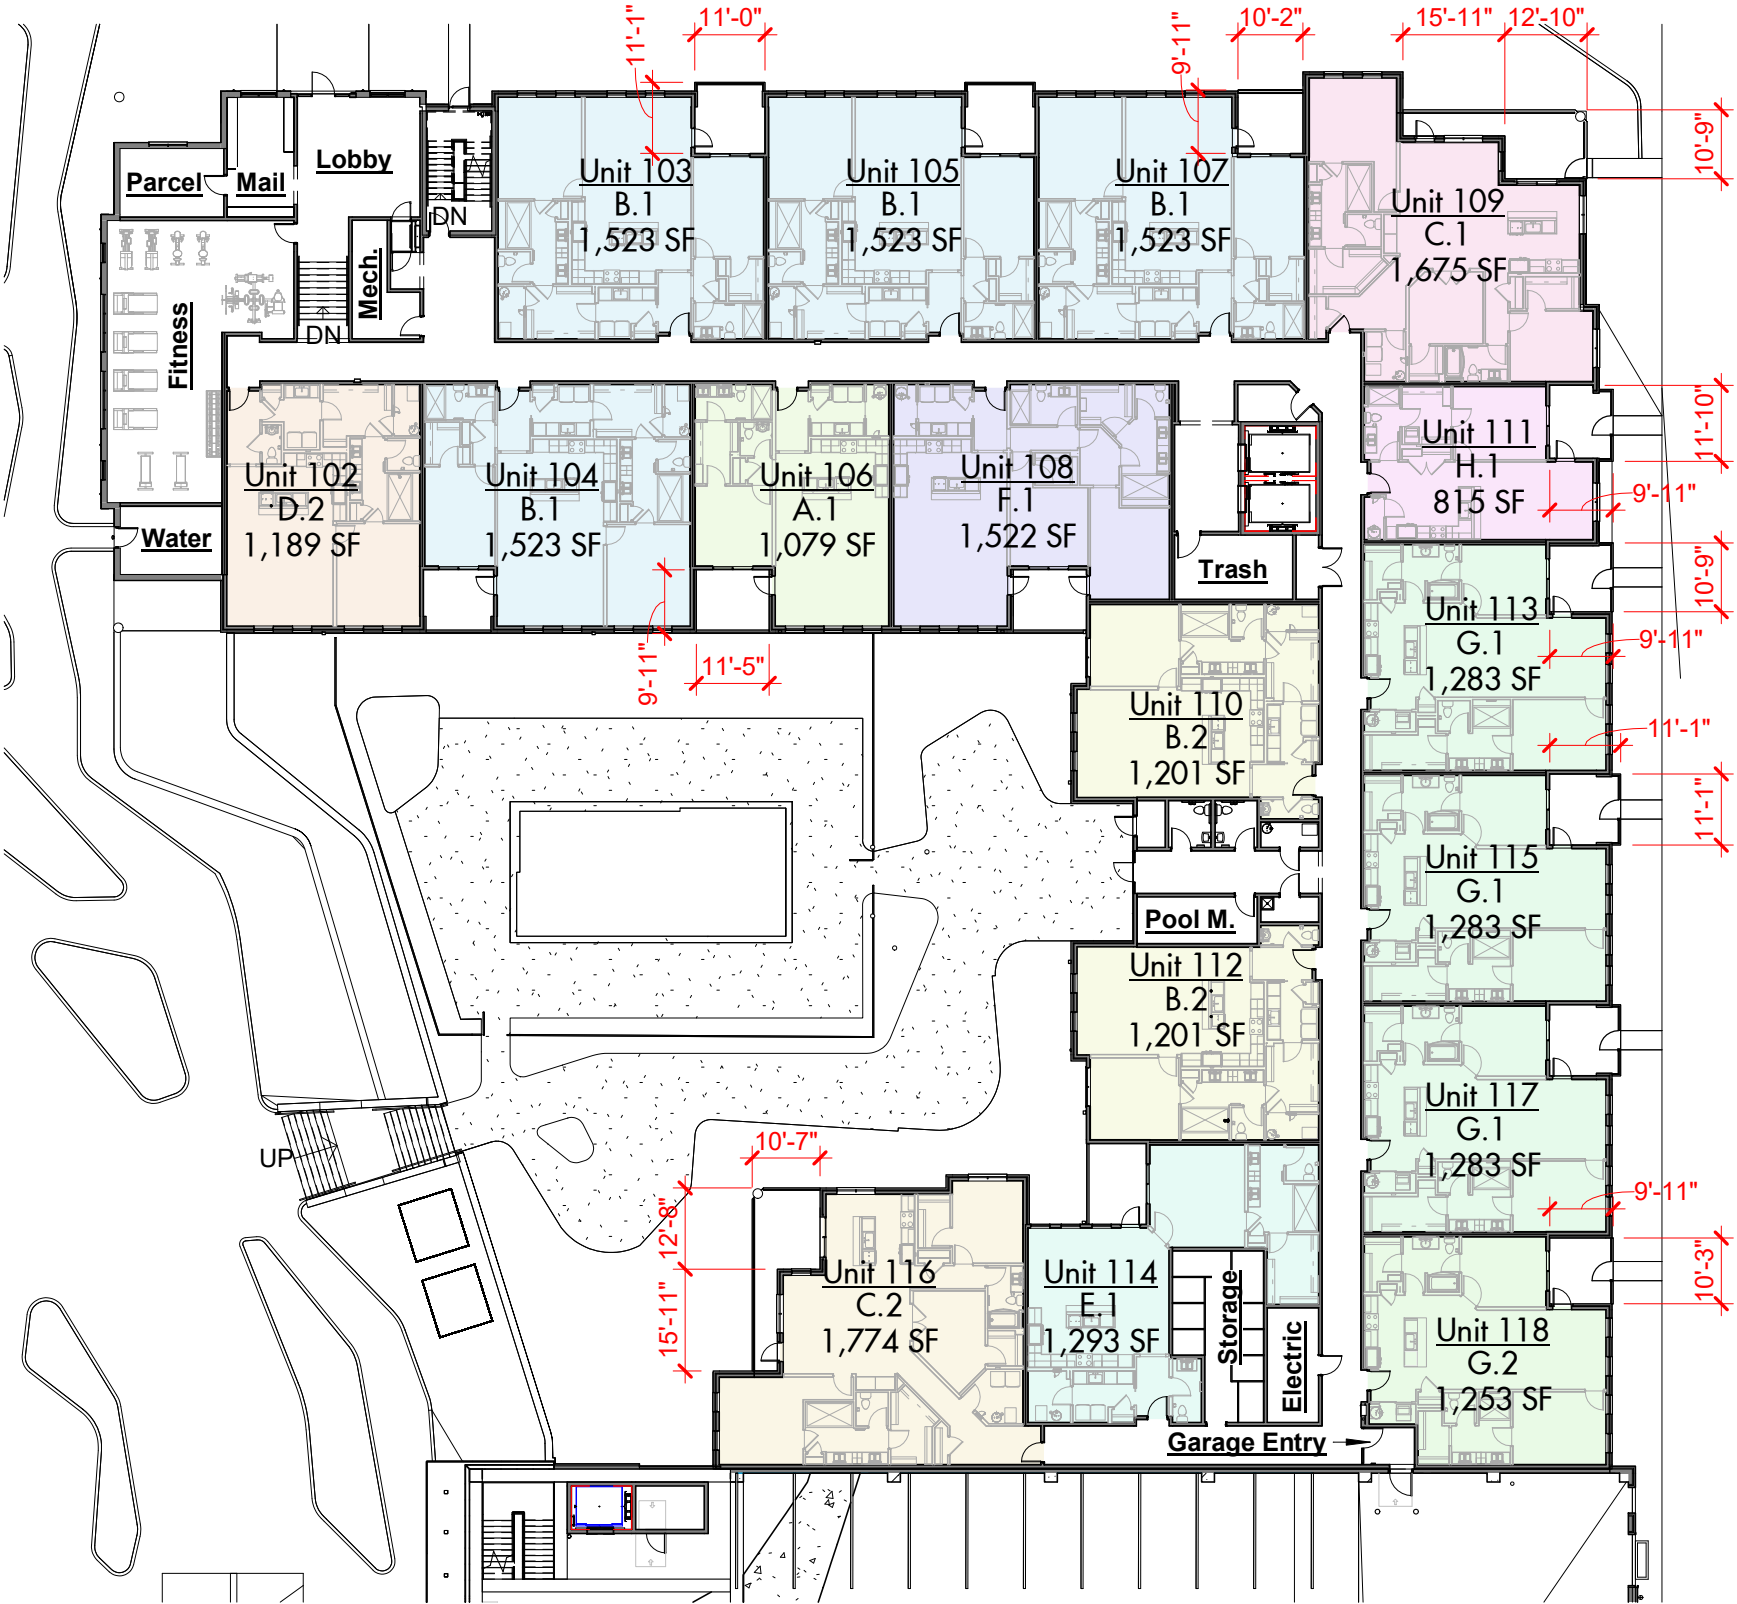 11'-1"
11'-0"
9'-11"
10'-2"
15'-11"
12'-10"
10'-9"
Parcel
Mail
Lobby
DN
Mech.
DN
Fitness
Water
Unit 103
B.1
1,523 SF
Unit 105
B.1
1,523 SF
Unit 107
B.1
1,523 SF
Unit 109
C.1
1,675 SF
Unit 102
D.2
1,189 SF
Unit 104
B.1
1,523 SF
Unit 106
A.1
1,079 SF
Unit 108
F.1
1,522 SF
Trash
Unit 111
H.1
815 SF
11'-10"
9'-11"
Unit 113
G.1
1,283 SF
10'-9"
9'-11"
11'-1"
9'-11"
11'-5"
Unit 110
B.2
1,201 SF
Unit 115
G.1
1,283 SF
11'-1"
Pool M.
Unit 112
B.2
1,201 SF
Unit 117
G.1
1,283 SF
9'-11"
UP
10'-7"
12'-8"
15'-11"
Unit 116
C.2
1,774 SF
Unit 114
E.1
1,293 SF
Storage
Electric
Unit 118
G.2
1,253 SF
10'-3"
Garage Entry